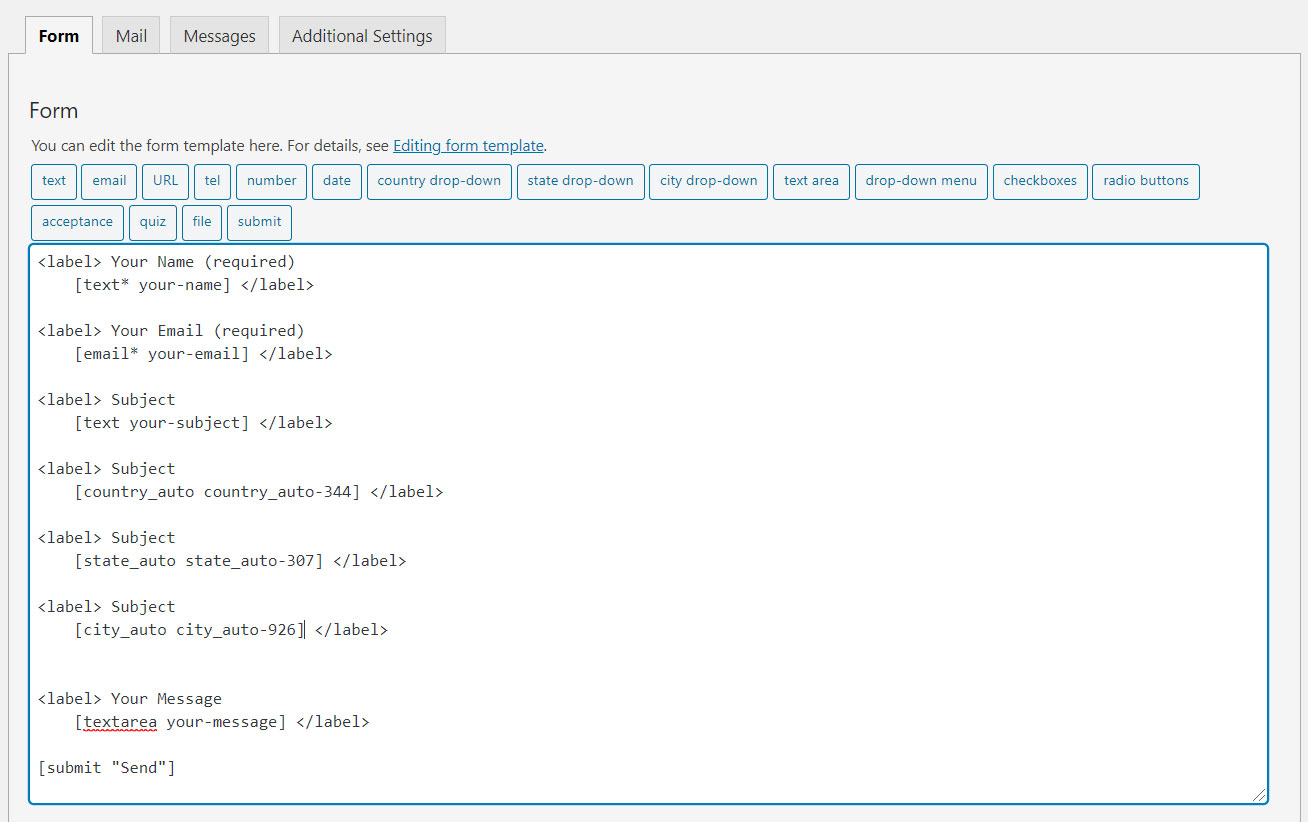 Form Mail Messages Additional Settings
Form
You can edit the form template here. For details, see Editing form template.
text email URL tel number date country drop-down state drop-down city drop-down text area drop-down menu checkboxes radio buttons
acceptance quiz file submit
<label> Your Name (required)
[text* your-name] </label>
<label> Your Email (required)
[email* your-email] </label>
<label> Subject
[text your-subject] </label>
<label> Subject
[country_auto country_auto-344] </label>
<label> Subject
[state_auto state_auto-307] </label>
<label> Subject
[city_auto city_auto-926] </label>
<label> Your Message
[textarea your-message] </label>
[submit "Send"]